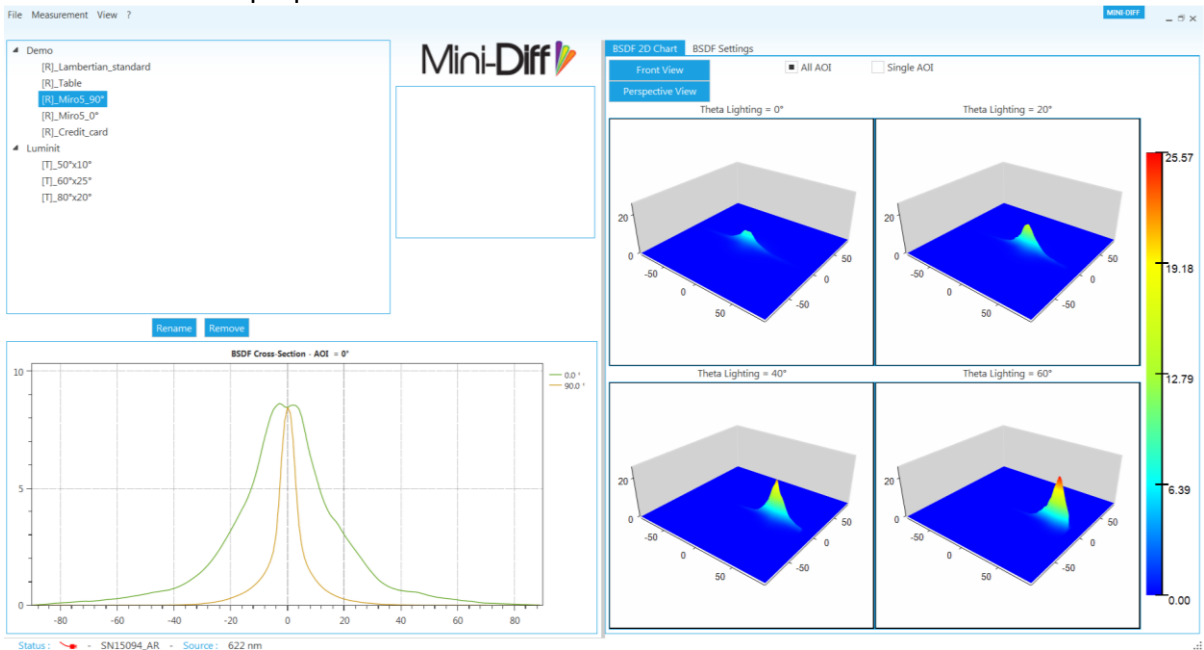 File Measurement View ?
MINI-DIFF
Demo
[R]_Lambertian_standard
[R]_Table
[R]_Miro5_90°
[R]_Miro5_0°
[R]_Credit_card
Luminit
[T]_50°x10°
[T]_60°x25°
[T]_80°x20°
Mini-Diff
Rename Remove
BSDF Cross-Section - AOI = 0°
0.0 °
90.0 °
10
5
0
-80 -60 -40 -20 0 20 40 60 80
BSDF 2D Chart BSDF Settings
Front View
All AOI Single AOI
Perspective View
Theta Lighting = 0° Theta Lighting = 20°
20
0
-50
0
50
50
0
-50
20
0
-50
0
50
50
0
-50
Theta Lighting = 40° Theta Lighting = 60°
20
0
-50
0
50
50
0
-50
20
0
-50
0
50
50
0
-50
25.57
19.18
12.79
6.39
0.00
Status : - SN15094_AR - Source : 622 nm